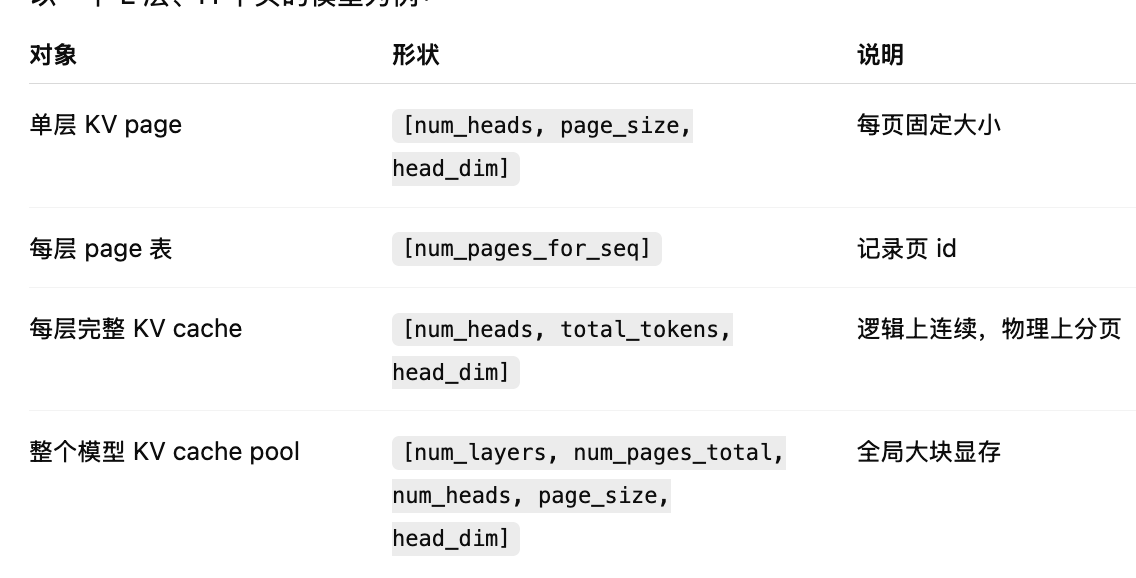 对象 形状 说明
单层 KV page [num_heads, page_size, 每页固定大小
head_dim]
每层 page 表 [num_pages_for_seq] 记录页 id
每层完整 KV cache [num_heads, total_tokens, 逻辑上连续，物理上分页
head_dim]
整个模型 KV cache pool [num_layers, num_pages_total, 全局大块显存
num_heads, page_size,
head_dim]